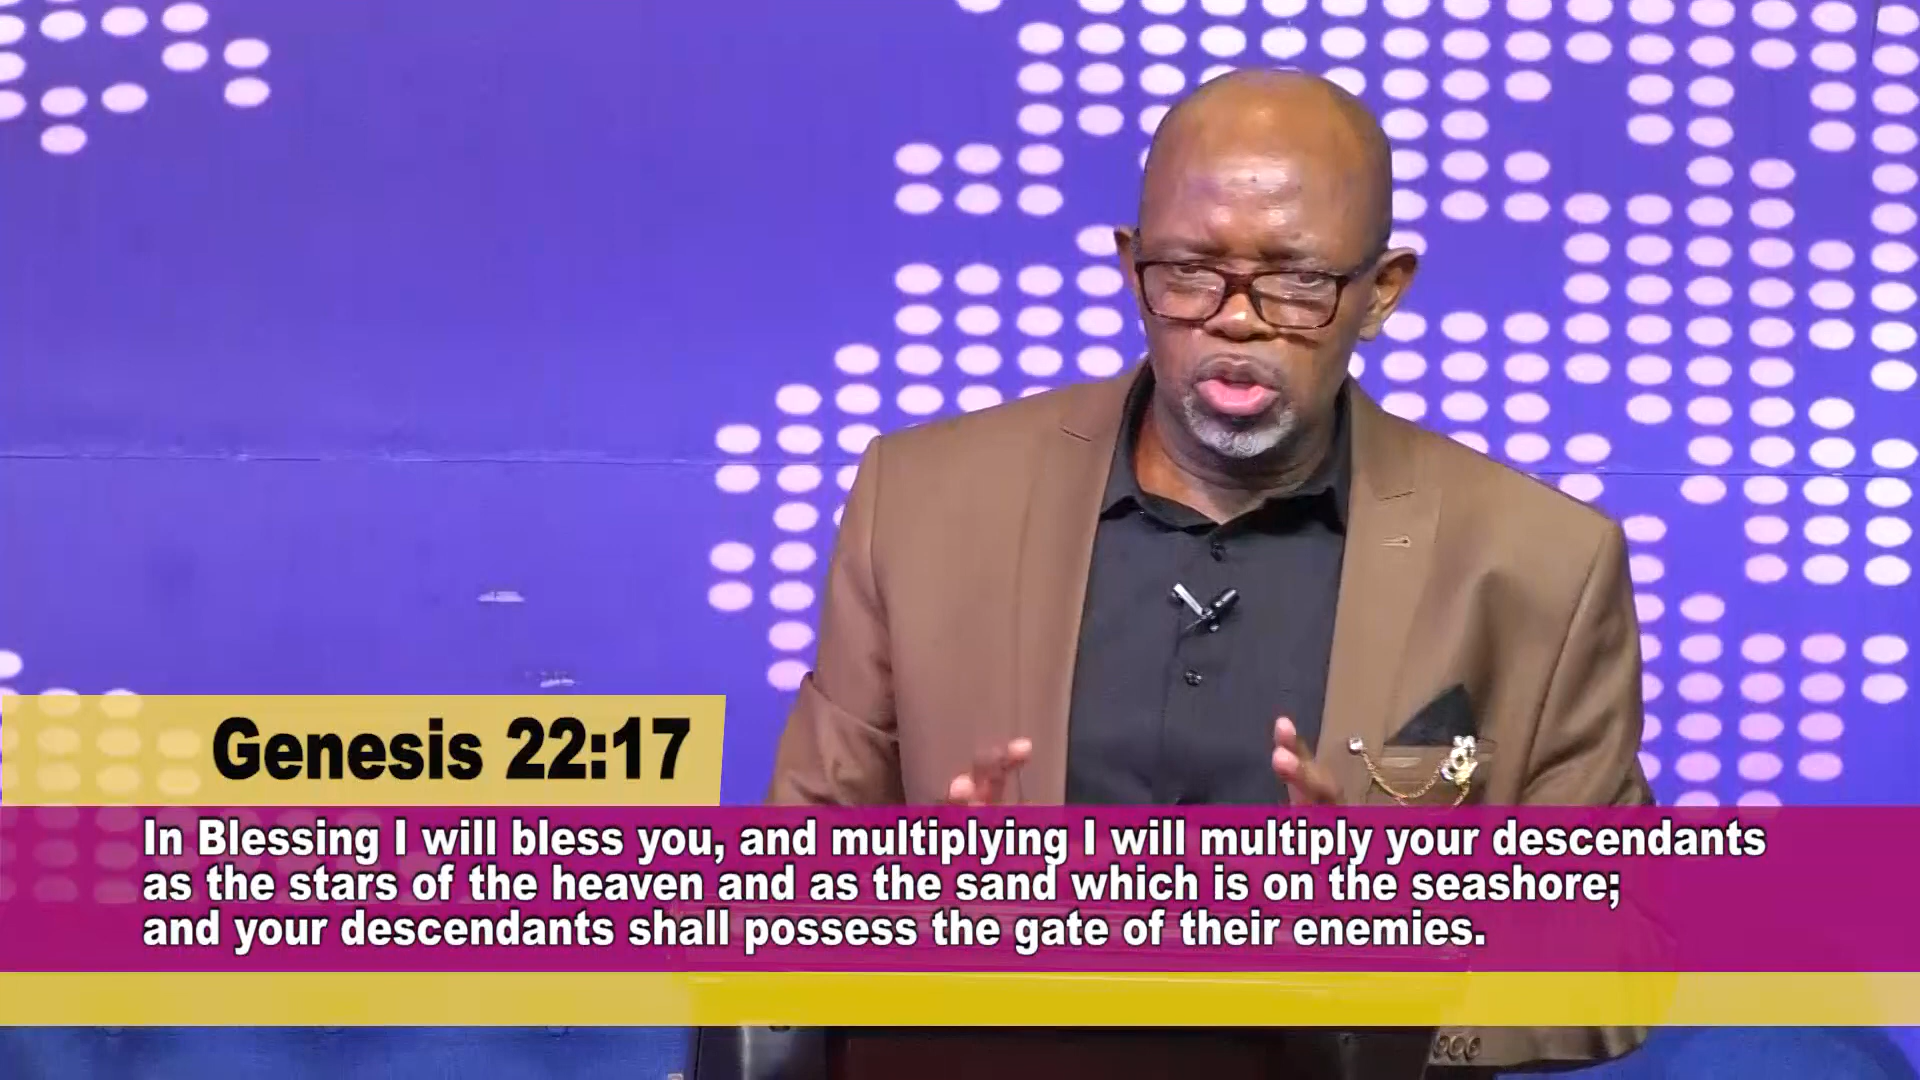 Genesis 22:17
In Blessing I will bless you, and multiplying I will multiply your descendants
as the stars of the heaven and as the sand which is on the seashore;
and your descendants shall possess the gate of their enemies.